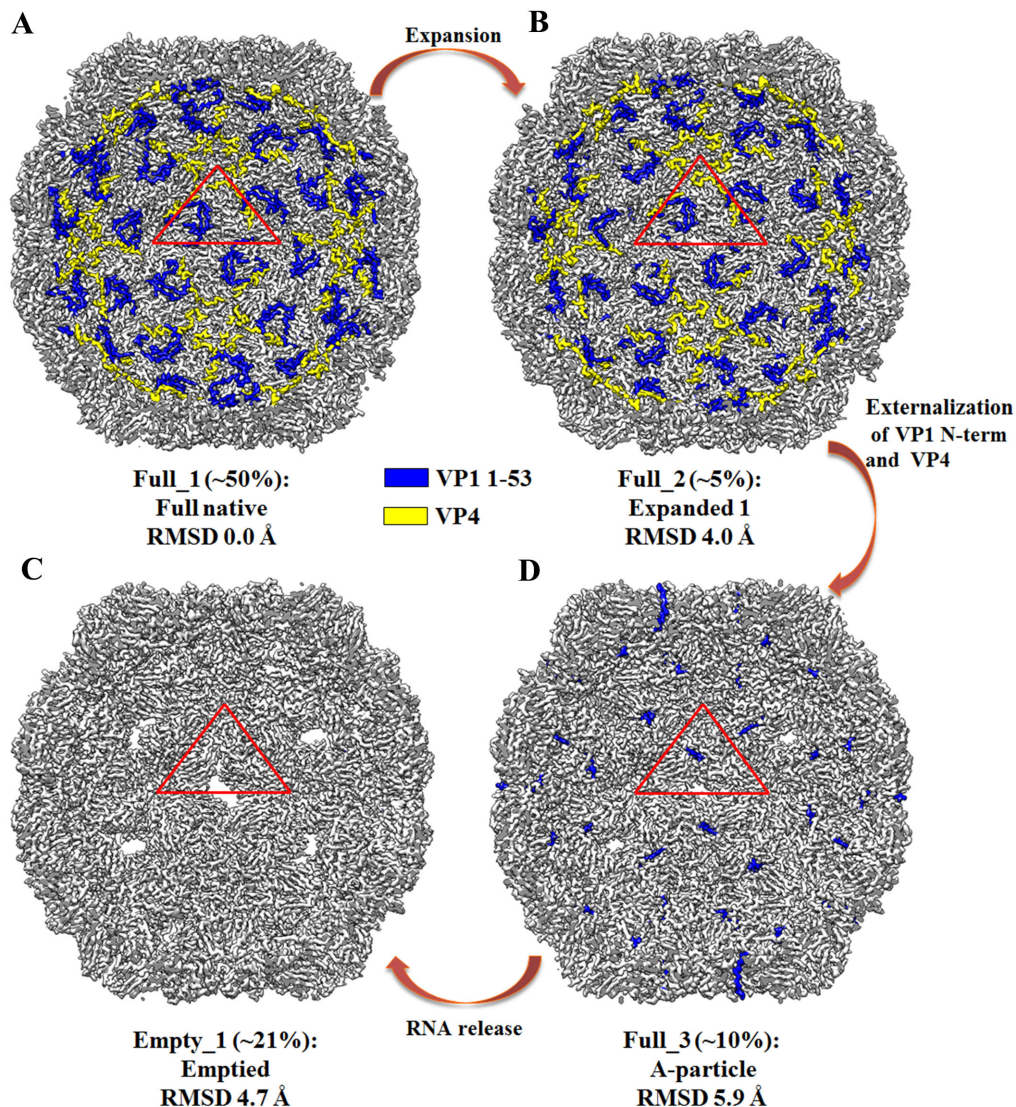 A
Expansion
B
Full_1 (~50%):
Full native
RMSD 0.0 Å
VP1 1-53
VP4
Full_2 (~5%):
Expanded 1
RMSD 4.0 Å
Externalization
of VP1 N-term
and VP4
C
D
RNA release
Empty_1 (~21%):
Emptied
RMSD 4.7 Å
Full_3 (~10%):
A-particle
RMSD 5.9 Å